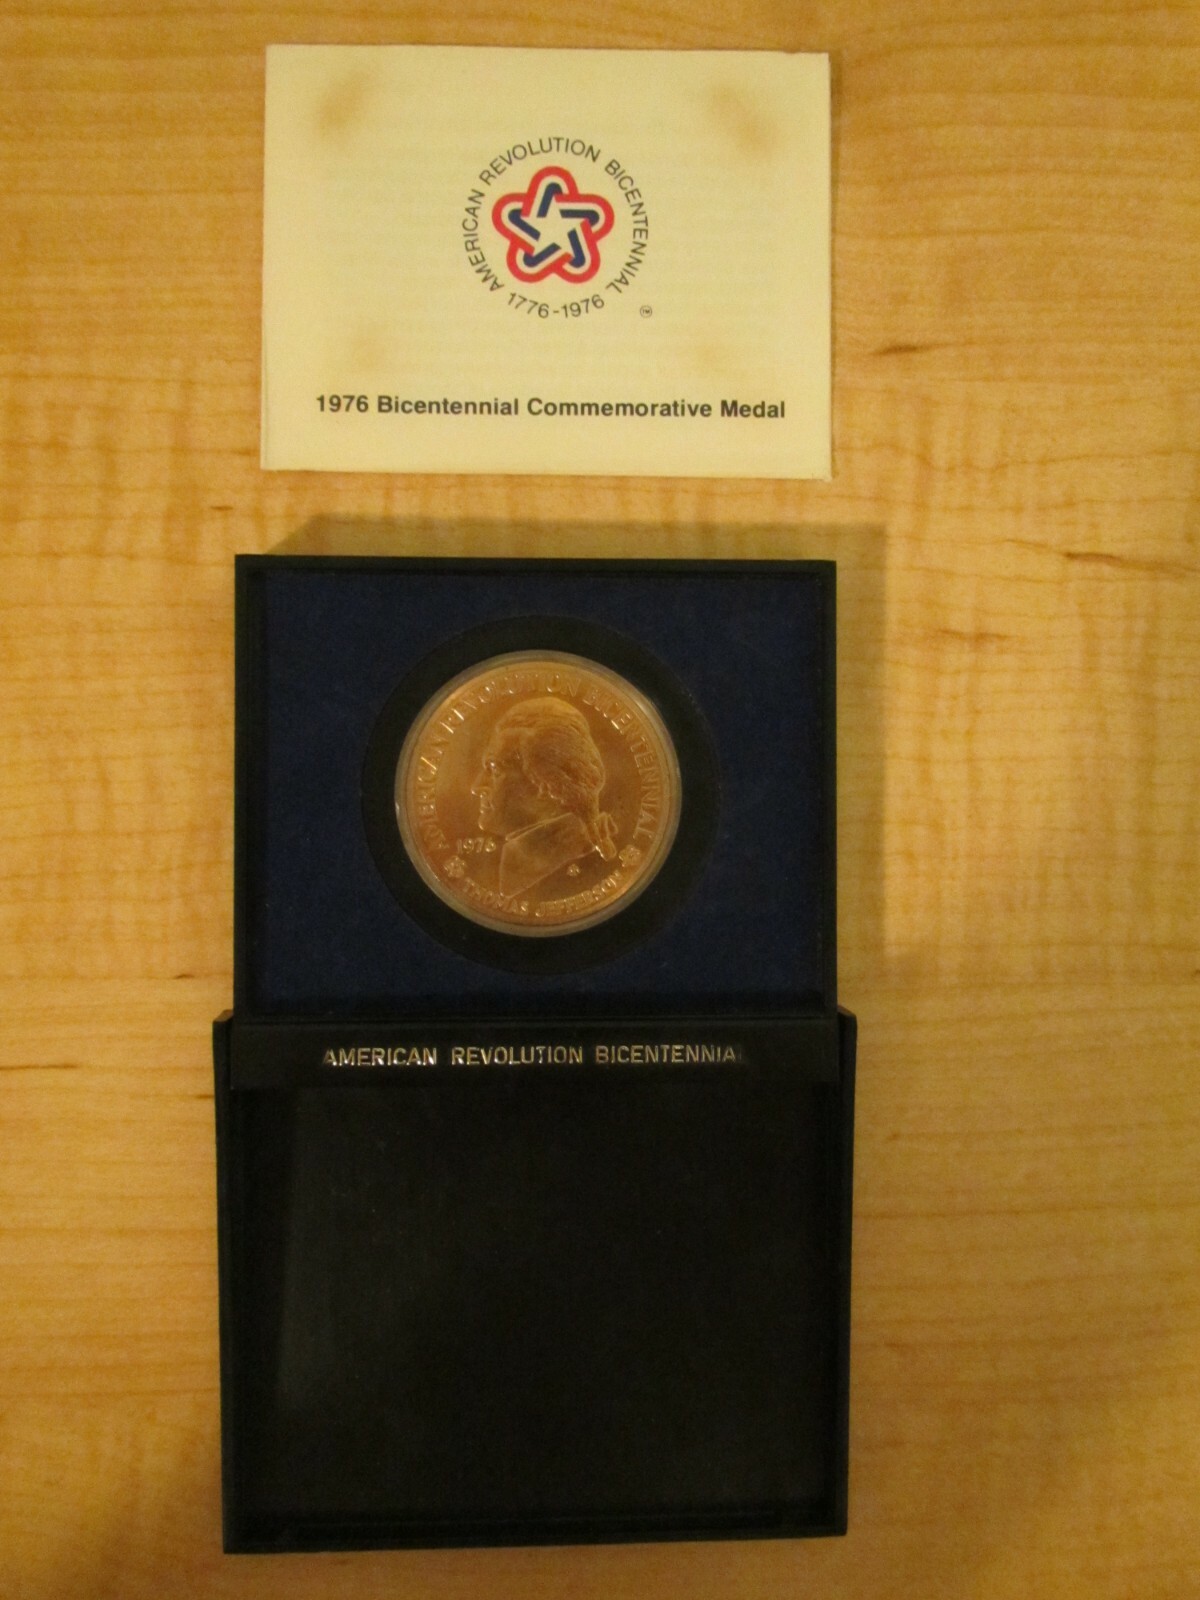 AMERICAN REVOLUTION BICENTENNIAL
1776-1976
1976 Bicentennial Commemorative Medal
AMERICAN REVOLUTION BICENTENNIAL
1976
THOMAS JEFFERSON
AMERICAN REVOLUTION BICENTENNIAL